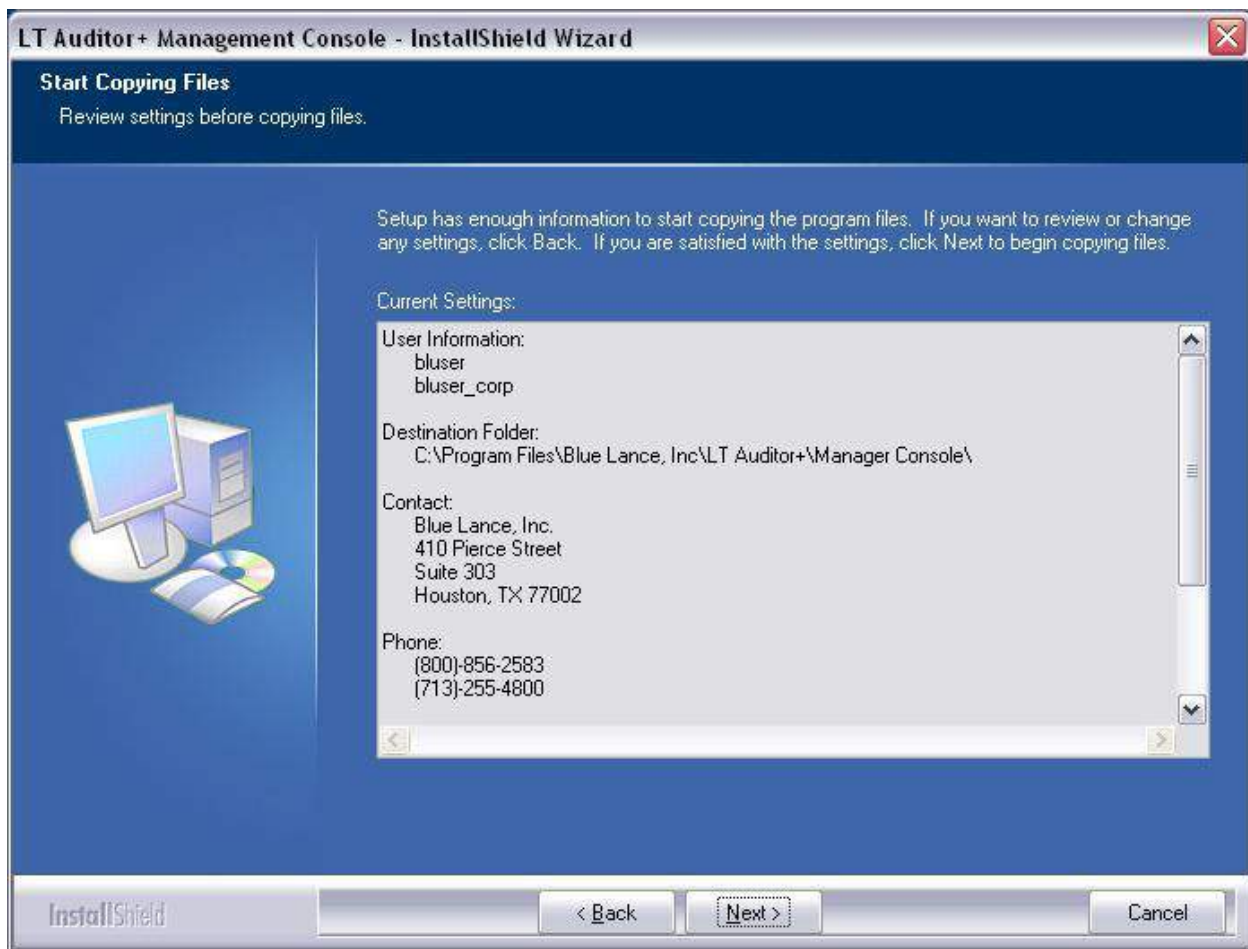 LT Auditor+ Management Console - InstallShield Wizard
Start Copying Files
Review settings before copying files.
Setup has enough information to start copying the program files. If you want to review or change
any settings, click Back. If you are satisfied with the settings, click Next to begin copying files.
Current Settings:
User Information:
bluser
bluser_corp
Destination Folder:
C:\Program Files\Blue Lance, Inc\LT Auditor+\Manager Console\
Contact:
Blue Lance, Inc.
410 Pierce Street
Suite 303
Houston, TX 77002
Phone:
(800)-856-2583
(713)-255-4800
InstallShield
< Back
Next >
Cancel